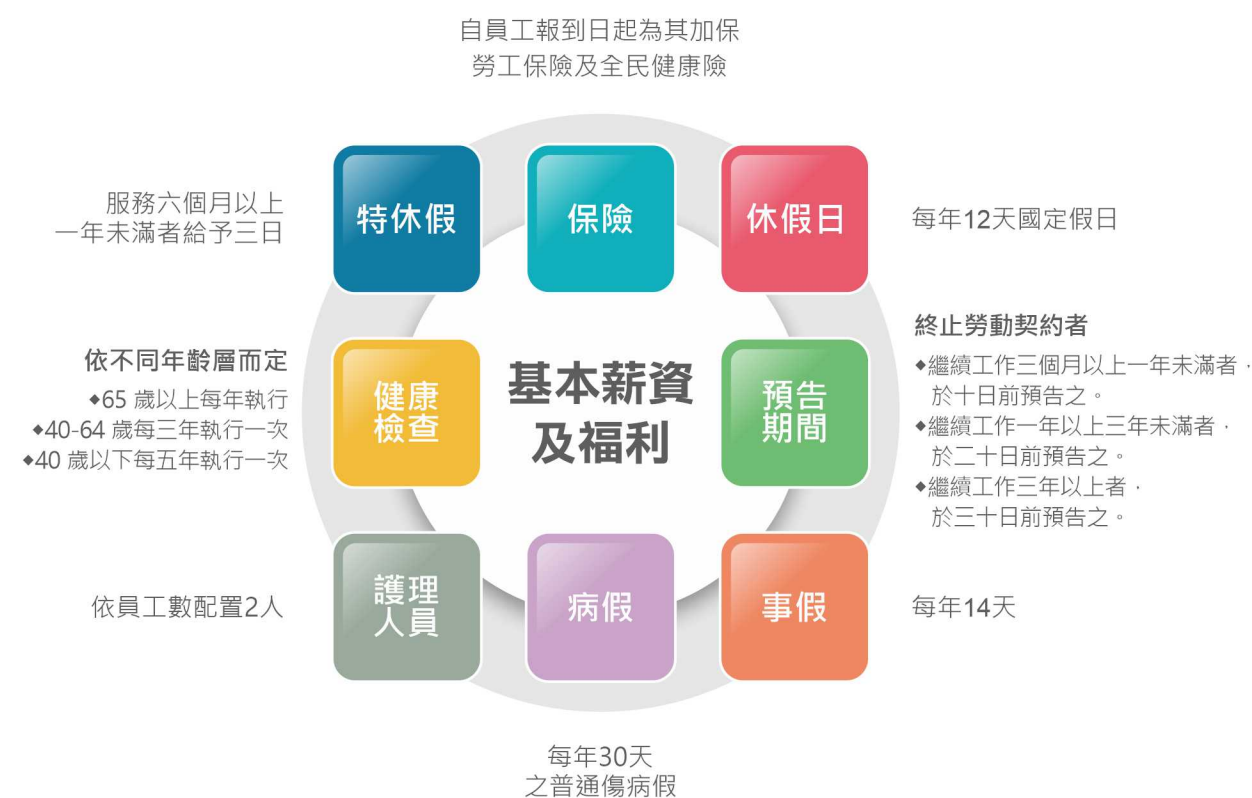 自員工報到日起為其加保
勞工保險及全民健康險
特休假
服務六個月以上
一年未滿者給予三日
保險
休假日
每年12天國定假日
基本薪資
及福利
健康
檢查
依不同年齡層而定
◆65 歲以上每年執行
◆40-64 歲每三年執行一次
◆40 歲以下每五年執行一次
預告
期間
終止勞動契約者
◆繼續工作三個月以上一年未滿者，
於十日前預告之。
◆繼續工作一年以上三年未滿者，
於二十日前預告之。
◆繼續工作三年以上者，
於三十日前預告之。
護理
人員
依員工數配置2人
病假
事假
每年14天
每年30天
之普通傷病假